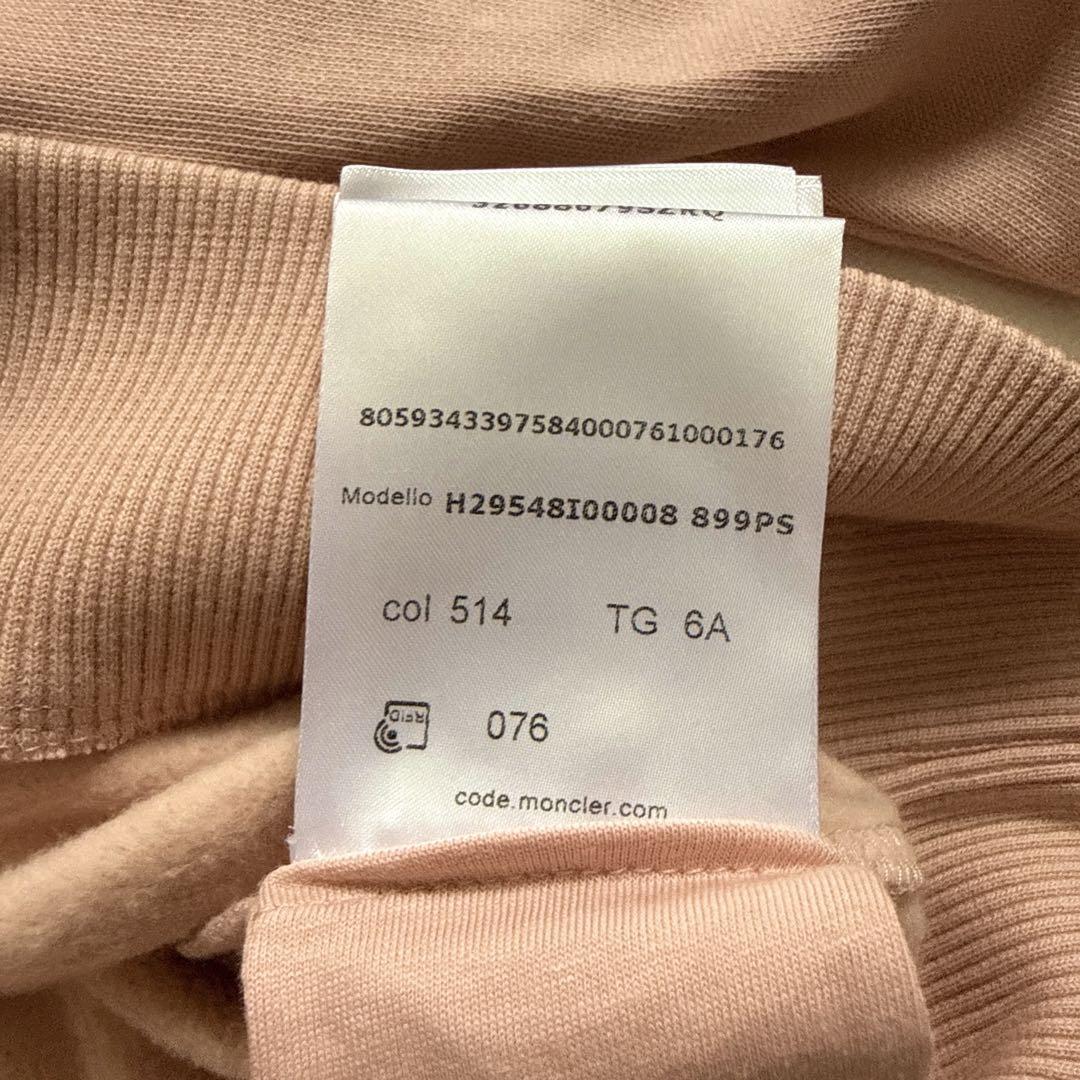 8059343397584000761000176
Modello H29548I00008 899PS
col 514 TG 6A
RFID 076
code.moncler.com